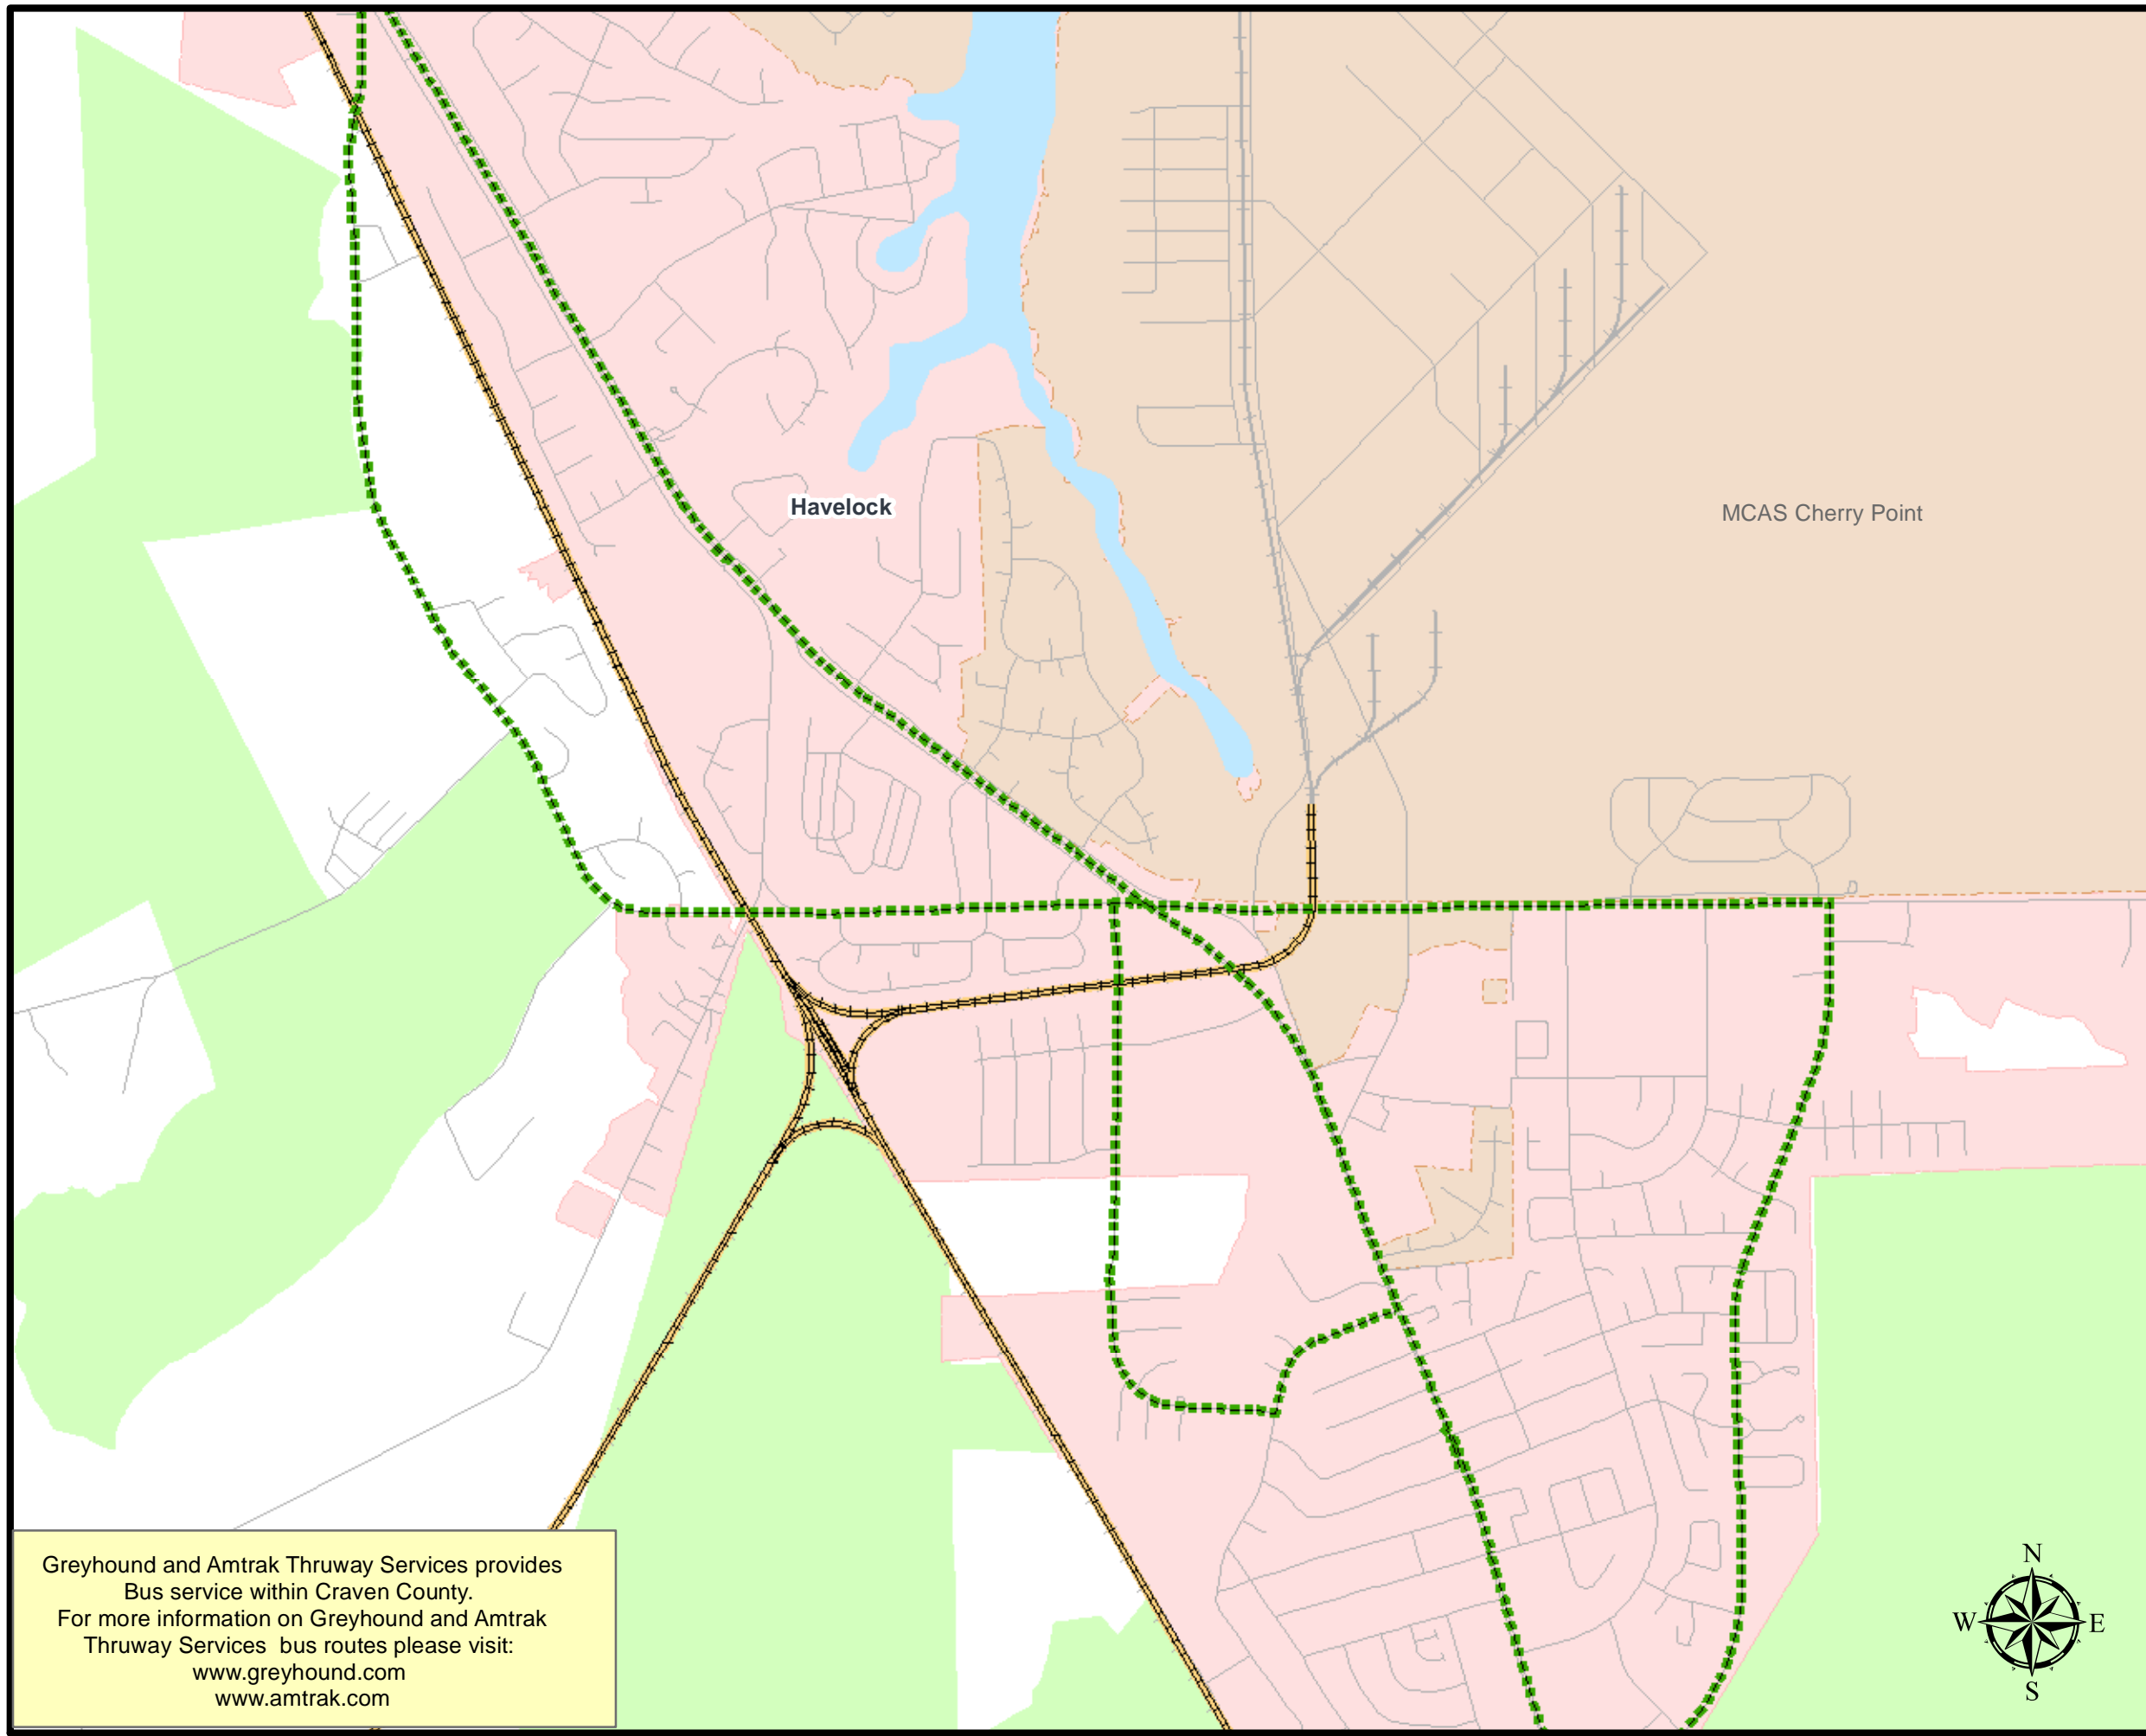 Havelock
MCAS Cherry Point
Greyhound and Amtrak Thruway Services provides
Bus service within Craven County.
For more information on Greyhound and Amtrak
Thruway Services bus routes please visit:
www.greyhound.com
www.amtrak.com
N
W E
S